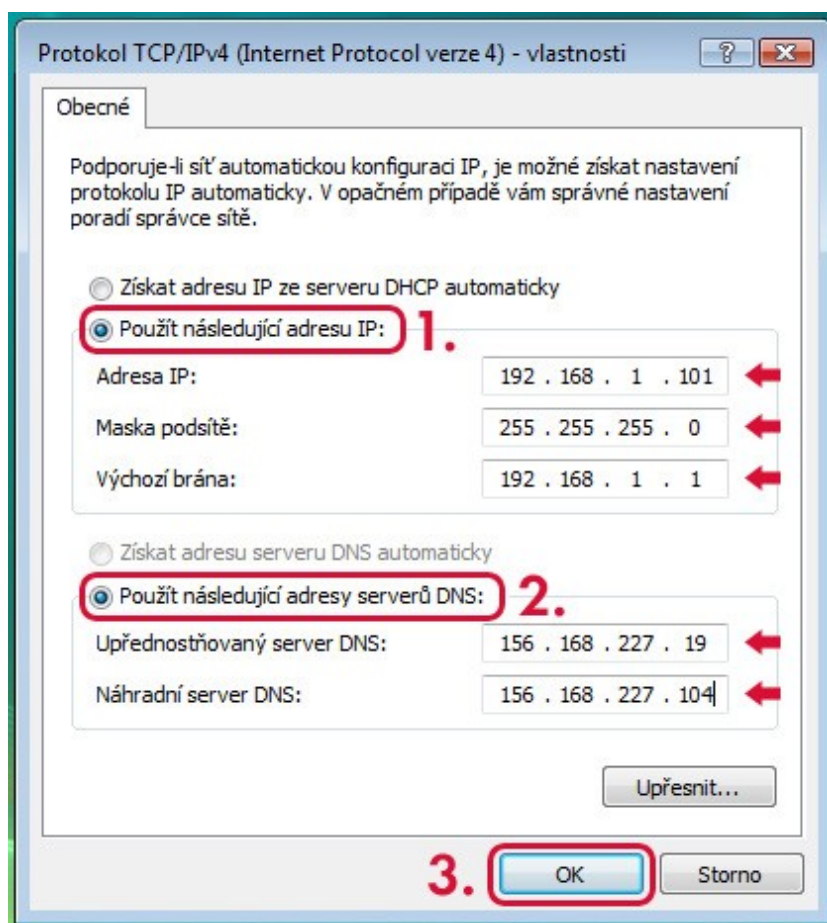 Protokol TCP/IPv4 (Internet Protocol verze 4) - vlastnosti
Obecné
Podporuje-li síť automatickou konfiguraci IP, je možné získat nastavení
protokolu IP automaticky. V opačném případě vám správné nastavení
poradí správce sítě.
Získat adresu IP ze serveru DHCP automaticky
Použít následující adresu IP: 1.
Adresa IP: 192 . 168 . 1 . 101
Maska podsítě: 255 . 255 . 255 . 0
Výchozí brána: 192 . 168 . 1 . 1
Získat adresu serveru DNS automaticky
Použít následující adresy serverů DNS: 2.
Upřednostňovaný server DNS: 156 . 168 . 227 . 19
Náhradní server DNS: 156 . 168 . 227 . 104
Upřesnit...
3. OK Storno